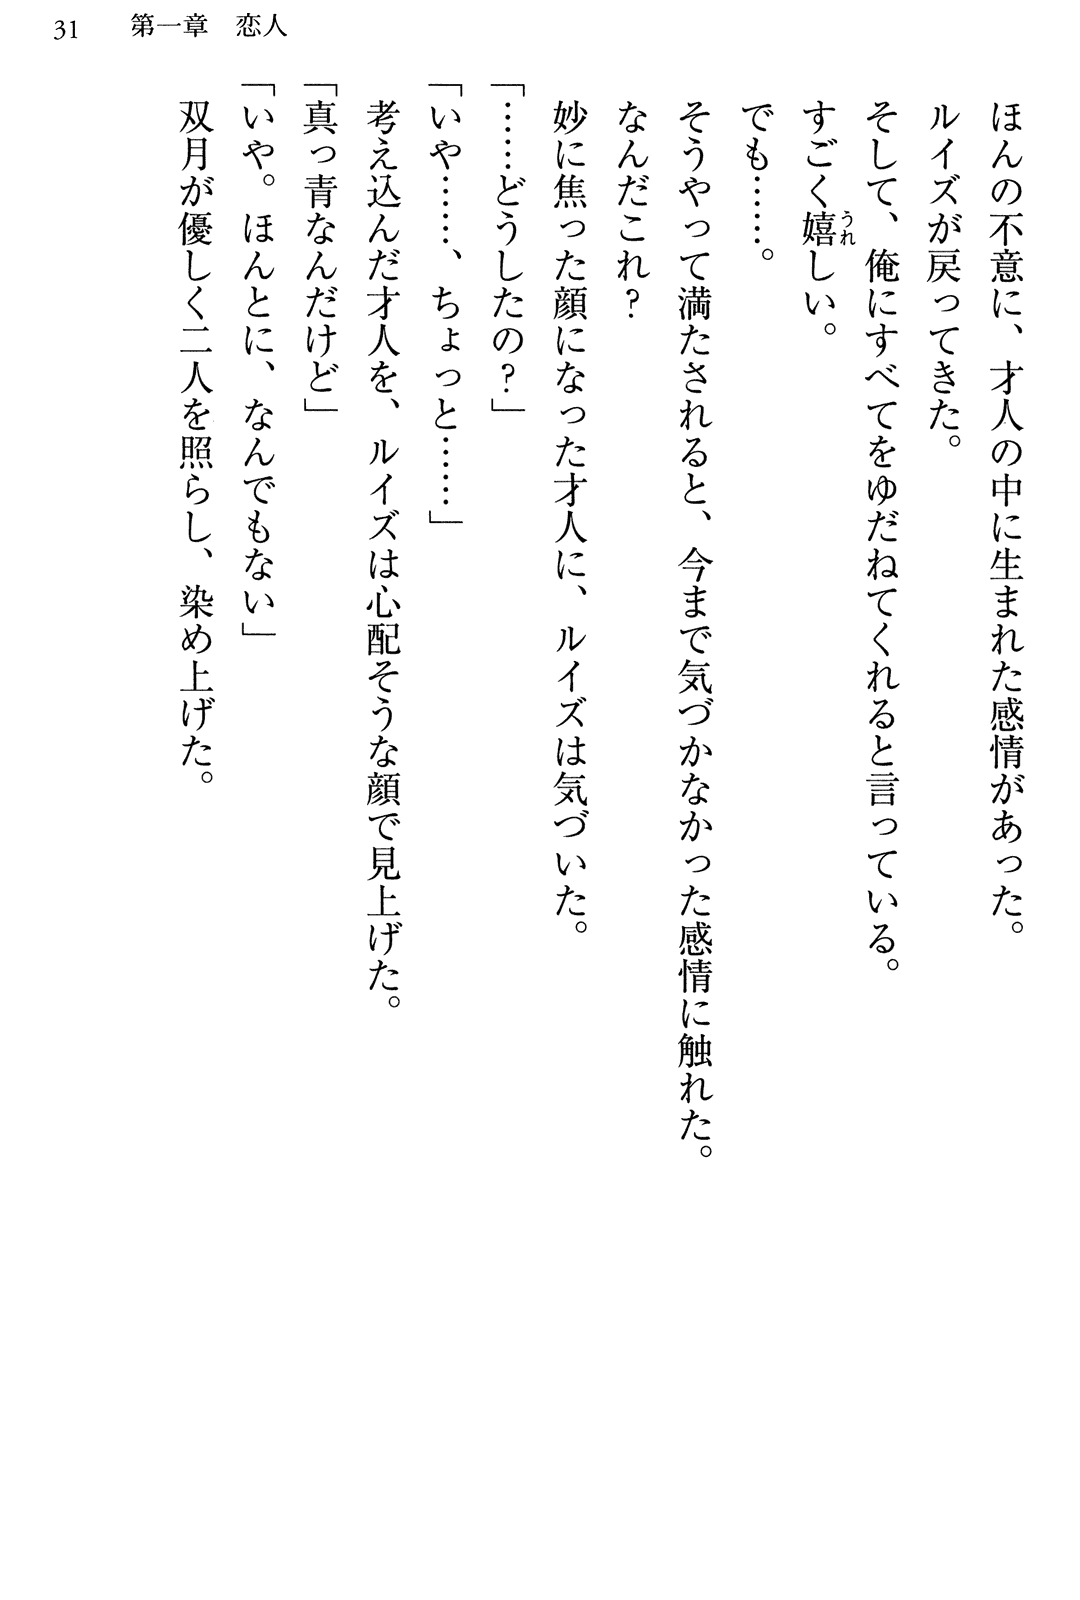 31 第一章 恋人
ほんの不意に、才人の中に生まれた感情があった。
ルイズが戻ってきた。
そして、俺にすべてをゆだねてくれると言っている。
すごく嬉しい。
でも……。
そうやって満たされると、今まで気づかなかった感情に触れた。
なんだこれ？
妙に焦った顔になった才人に、ルイズは気づいた。
「……どうしたの？」
「いや……、ちょっと……」
考え込んだ才人を、ルイズは心配そうな顔で見上げた。
「真っ青なんだけど」
「いや。ほんとに、なんでもない」
双月が優しく二人を照らし、染め上げた。